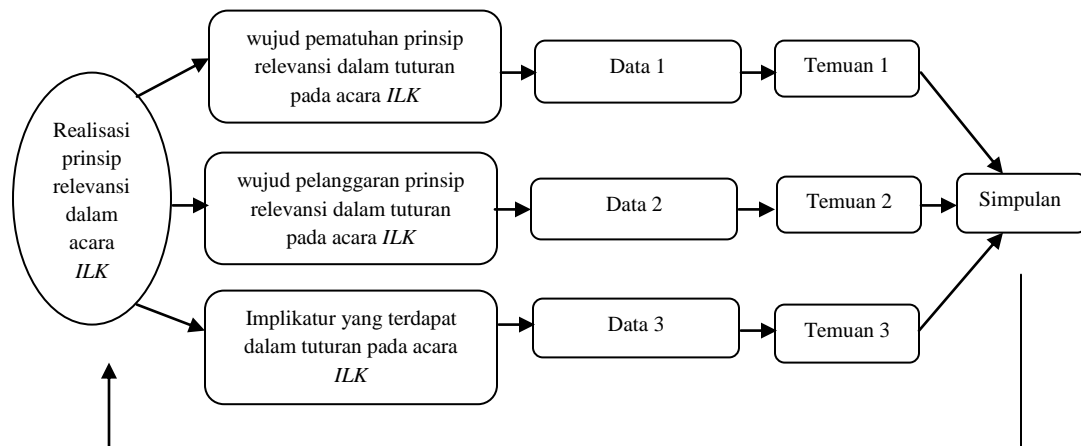 Realisasi
prinsip
relevansi
dalam
acara
ILK
wujud pematuhan prinsip
relevansi dalam tuturan
pada acara ILK
Data 1
Temuan 1
wujud pelanggaran prinsip
relevansi dalam tuturan
pada acara ILK
Data 2
Temuan 2
Implikatur yang terdapat
dalam tuturan pada acara
ILK
Data 3
Temuan 3
Simpulan